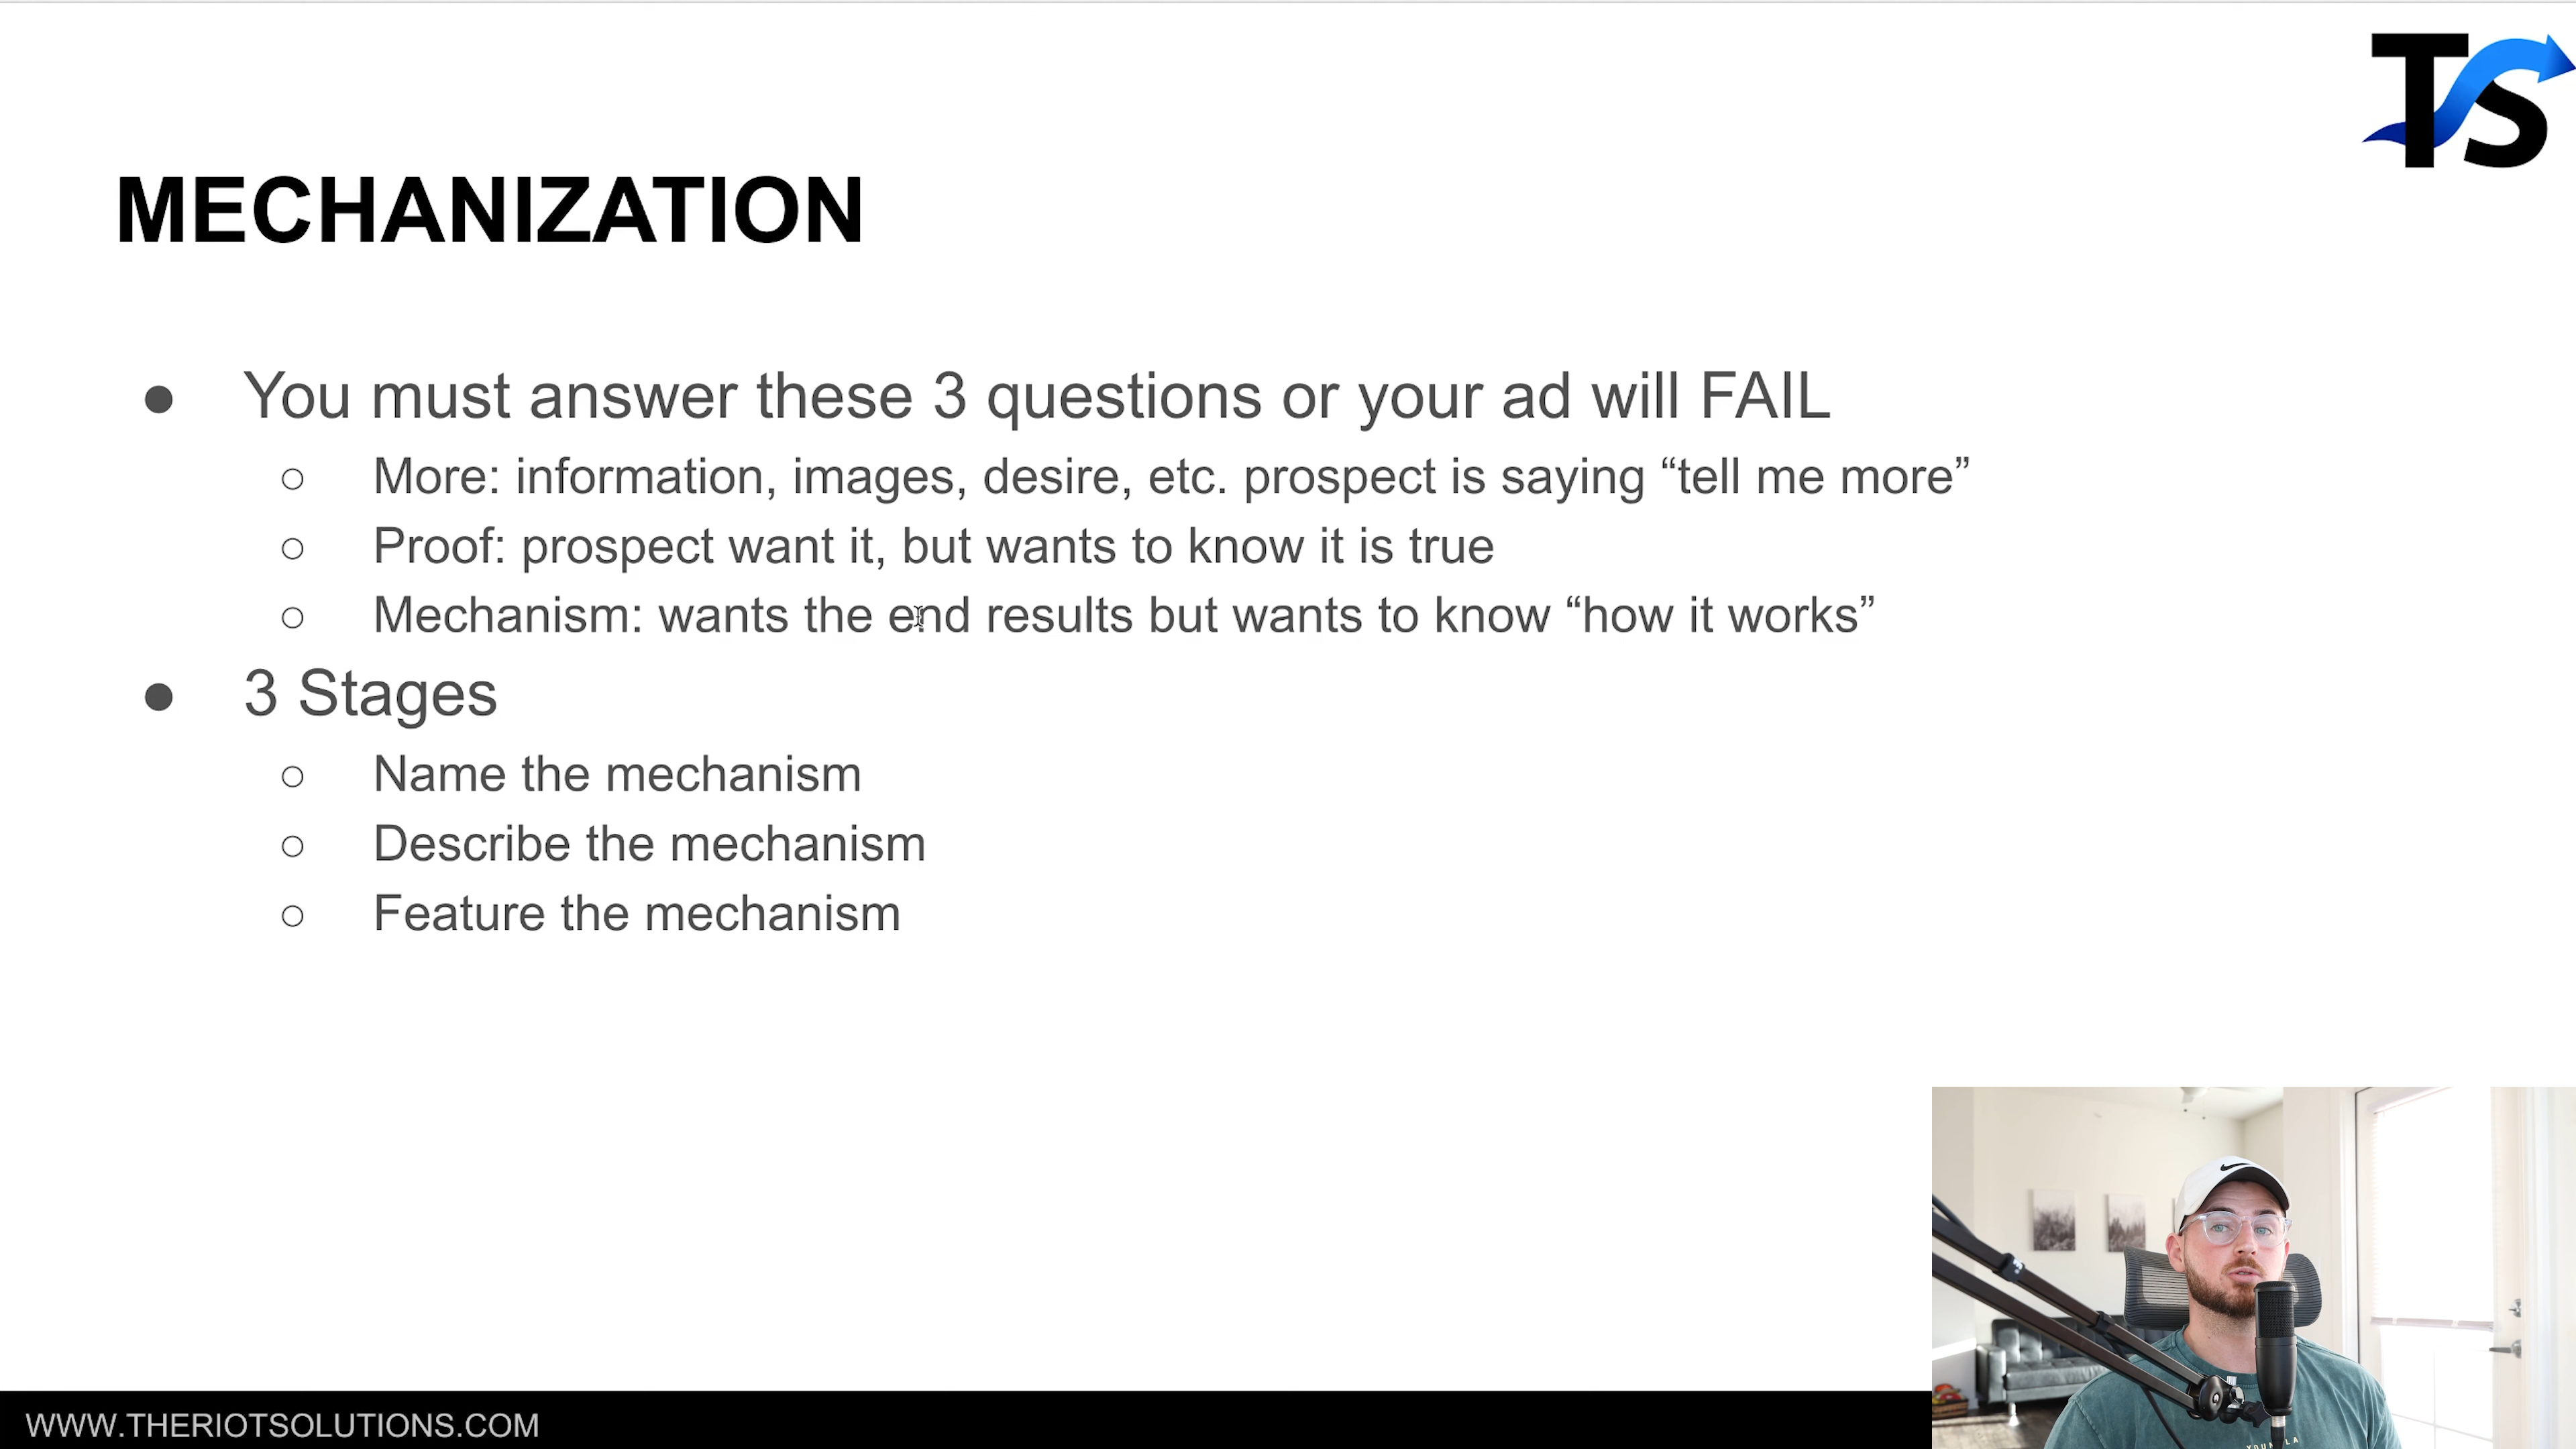 TS
MECHANIZATION
● You must answer these 3 questions or your ad will FAIL
○ More: information, images, desire, etc. prospect is saying “tell me more”
○ Proof: prospect want it, but wants to know it is true
○ Mechanism: wants the end results but wants to know “how it works”
● 3 Stages
○ Name the mechanism
○ Describe the mechanism
○ Feature the mechanism
WWW.THERIOTSOLUTIONS.COM